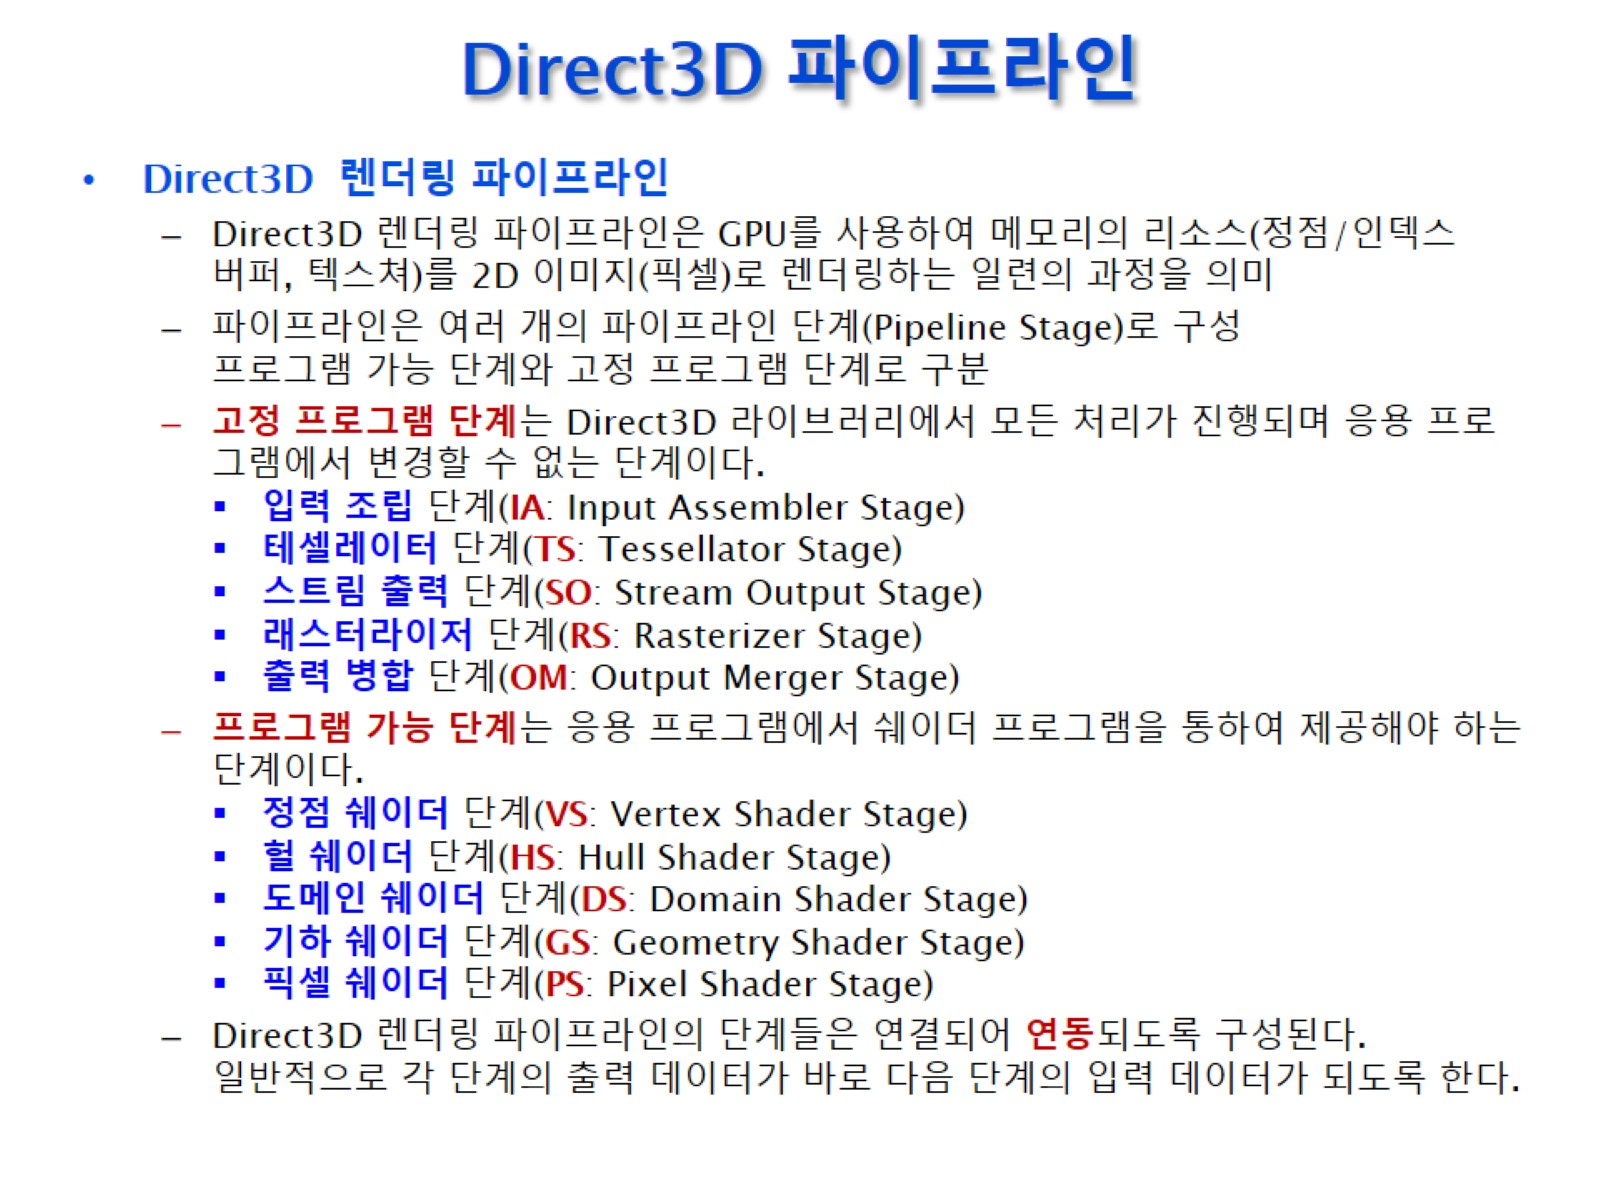 Direct3D 파이프라인
• Direct3D 렌더링 파이프라인
– Direct3D 렌더링 파이프라인은 GPU를 사용하여 메모리의 리소스(정점/인덱스
버퍼, 텍스쳐)를 2D 이미지(픽셀)로 렌더링하는 일련의 과정을 의미
– 파이프라인은 여러 개의 파이프라인 단계(Pipeline Stage)로 구성
프로그램 가능 단계와 고정 프로그램 단계로 구분
– 고정 프로그램 단계는 Direct3D 라이브러리에서 모든 처리가 진행되며 응용 프로
그램에서 변경할 수 없는 단계이다.
▪ 입력 조립 단계(IA: Input Assembler Stage)
▪ 테셀레이터 단계(TS: Tessellator Stage)
▪ 스트림 출력 단계(SO: Stream Output Stage)
▪ 래스터라이저 단계(RS: Rasterizer Stage)
▪ 출력 병합 단계(OM: Output Merger Stage)
– 프로그램 가능 단계는 응용 프로그램에서 쉐이더 프로그램을 통하여 제공해야 하는
단계이다.
▪ 정점 쉐이더 단계(VS: Vertex Shader Stage)
▪ 헐 쉐이더 단계(HS: Hull Shader Stage)
▪ 도메인 쉐이더 단계(DS: Domain Shader Stage)
▪ 기하 쉐이더 단계(GS: Geometry Shader Stage)
▪ 픽셀 쉐이더 단계(PS: Pixel Shader Stage)
– Direct3D 렌더링 파이프라인의 단계들은 연결되어 연동되도록 구성된다.
일반적으로 각 단계의 출력 데이터가 바로 다음 단계의 입력 데이터가 되도록 한다.